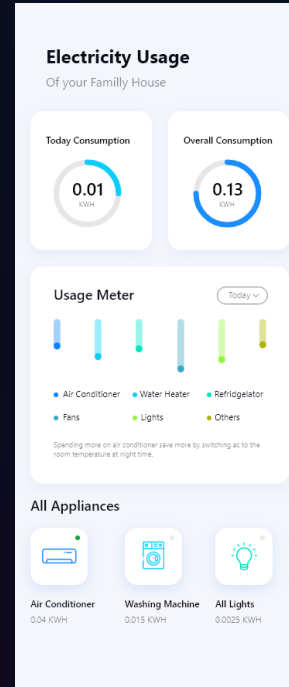 Electricity Usage
Of your Familly House
Today Consumption
0.01
KWH
Overall Consumption
0.13
KWH
Usage Meter
Today
Air Conditioner
Water Heater
Refridgelator
Fans
Lights
Others
Spending more on air conditioner save more by switching ac to the
room temperature at night time.
All Appliances
Air Conditioner
0.04 KWH
Washing Machine
0.015 KWH
All Lights
0.0025 KWH